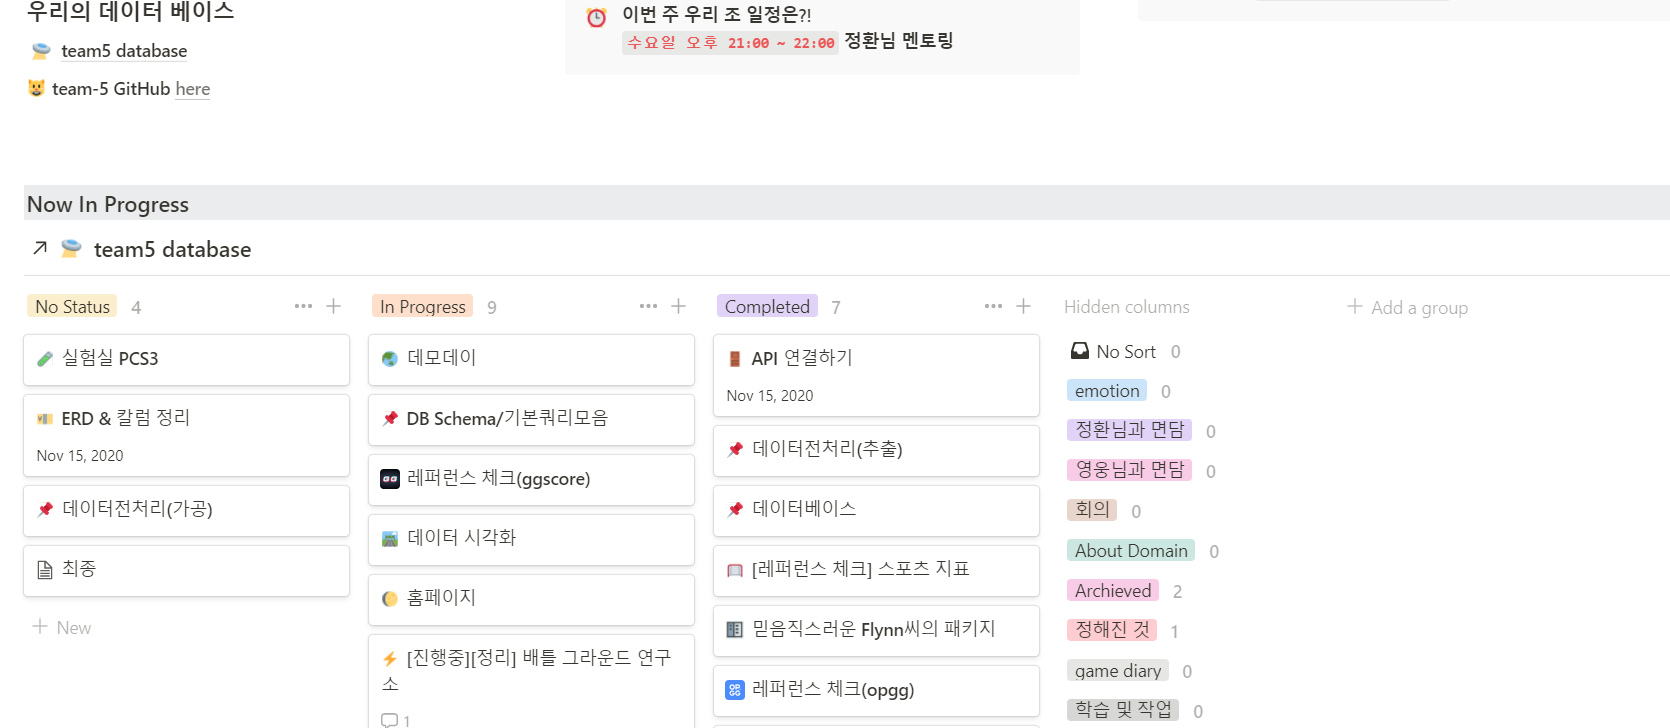 우리의 데이터 베이스
team5 database
team-5 GitHub here
이번 주 우리 조 일정은?!
수요일 오후 21:00 ~ 22:00 정환님 멘토링
Now In Progress
team5 database
No Status 4
실험실 PCS3
ERD & 칼럼 정리
Nov 15, 2020
데이터전처리(가공)
최종
New
In Progress 9
데모데이
DB Schema/기본쿼리모음
레퍼런스 체크(ggscore)
데이터 시각화
홈페이지
[진행중][정리] 배틀 그라운드 연구
소
1
Completed 7
API 연결하기
Nov 15, 2020
데이터전처리(추출)
데이터베이스
[레퍼런스 체크] 스포츠 지표
믿음직스러운 Flynn씨의 패키지
레퍼런스 체크(opgg)
Hidden columns
No Sort 0
emotion 0
정환님과 면담 0
영웅님과 면담 0
회의 0
About Domain 0
Archieved 2
정해진 것 1
game diary 0
학습 및 작업 0
Add a group